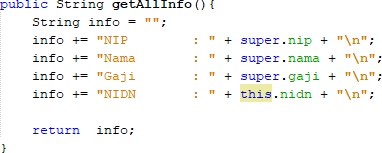 public String getAllInfo(){
    String info = "";
    info += "NIP        : " + super.nip + "\n";
    info += "Nama       : " + super.nama + "\n";
    info += "Gaji       : " + super.gaji + "\n";
    info += "NIDN       : " + this.nidn + "\n";
    return  info;
}